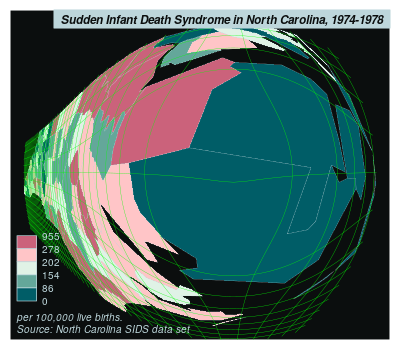 Sudden Infant Death Syndrome in North Carolina, 1974-1978
955
278
202
154
86
0
per 100,000 live births.
Source: North Carolina SIDS data set